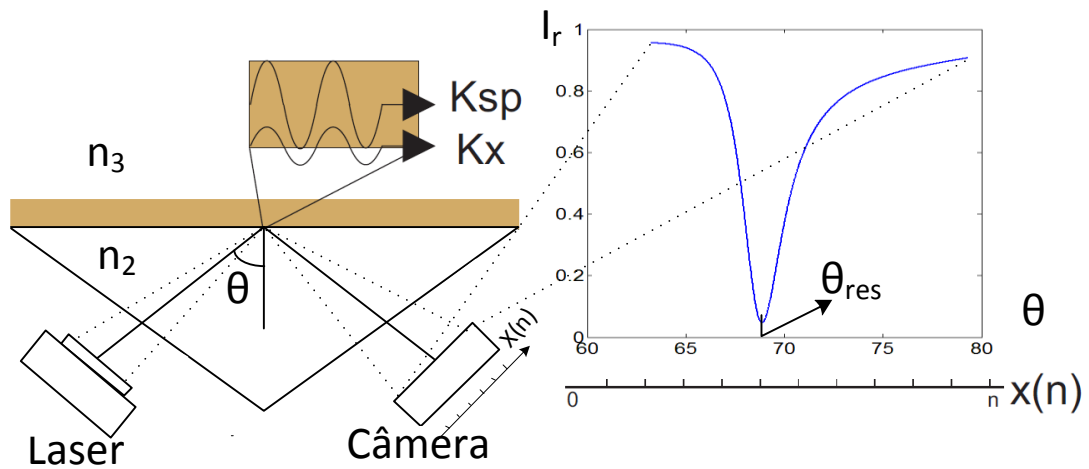 Ksp
Kx
n3
n2
θ
X(n)
Laser
Câmera
Ir
1
0.8
0.6
0.4
0.2
0
60
65
70
75
80
θres
θ
0
n
x(n)